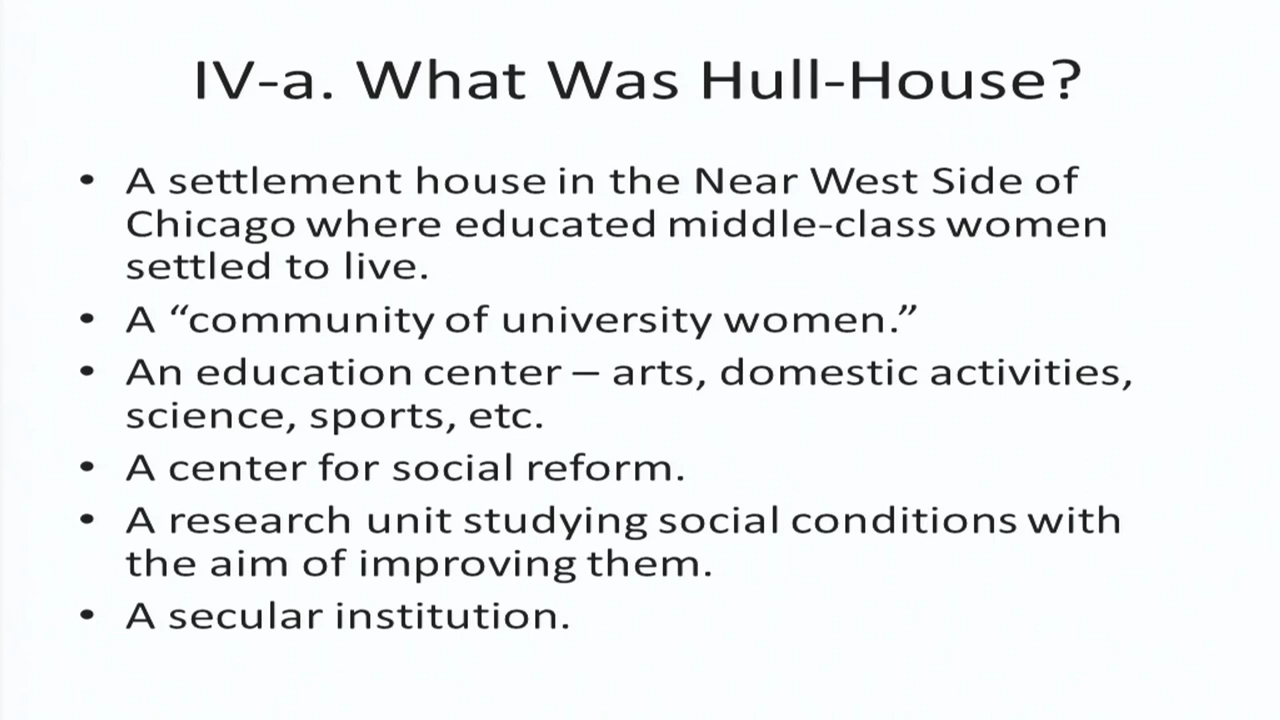 IV-a. What Was Hull-House?
• A settlement house in the Near West Side of
Chicago where educated middle-class women
settled to live.
• A “community of university women.”
• An education center – arts, domestic activities,
science, sports, etc.
• A center for social reform.
• A research unit studying social conditions with
the aim of improving them.
• A secular institution.